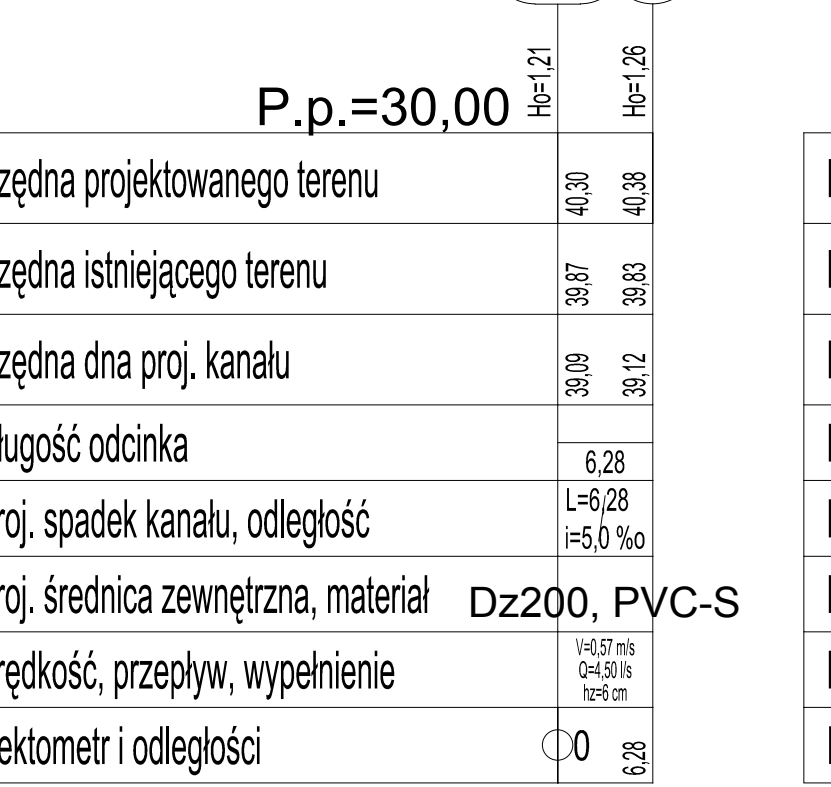 Ho=1,21
Ho=1,26
P.p.=30,00
zędna projektowanego terenu
40,30
40,38
zędna istniejącego terenu
39,87
39,83
zędna dna proj. kanału
39,09
39,12
ługość odcinka
6,28
roj. spadek kanału, odległość
L=6,28
i=5,0 %o
roj. średnica zewnętrzna, materiał
Dz200, PVC-S
rędkość, przepływ, wypełnienie
V=0,57 m/s
Q=4,50 l/s
hz=6 cm
ektometr i odległości
0
6,28